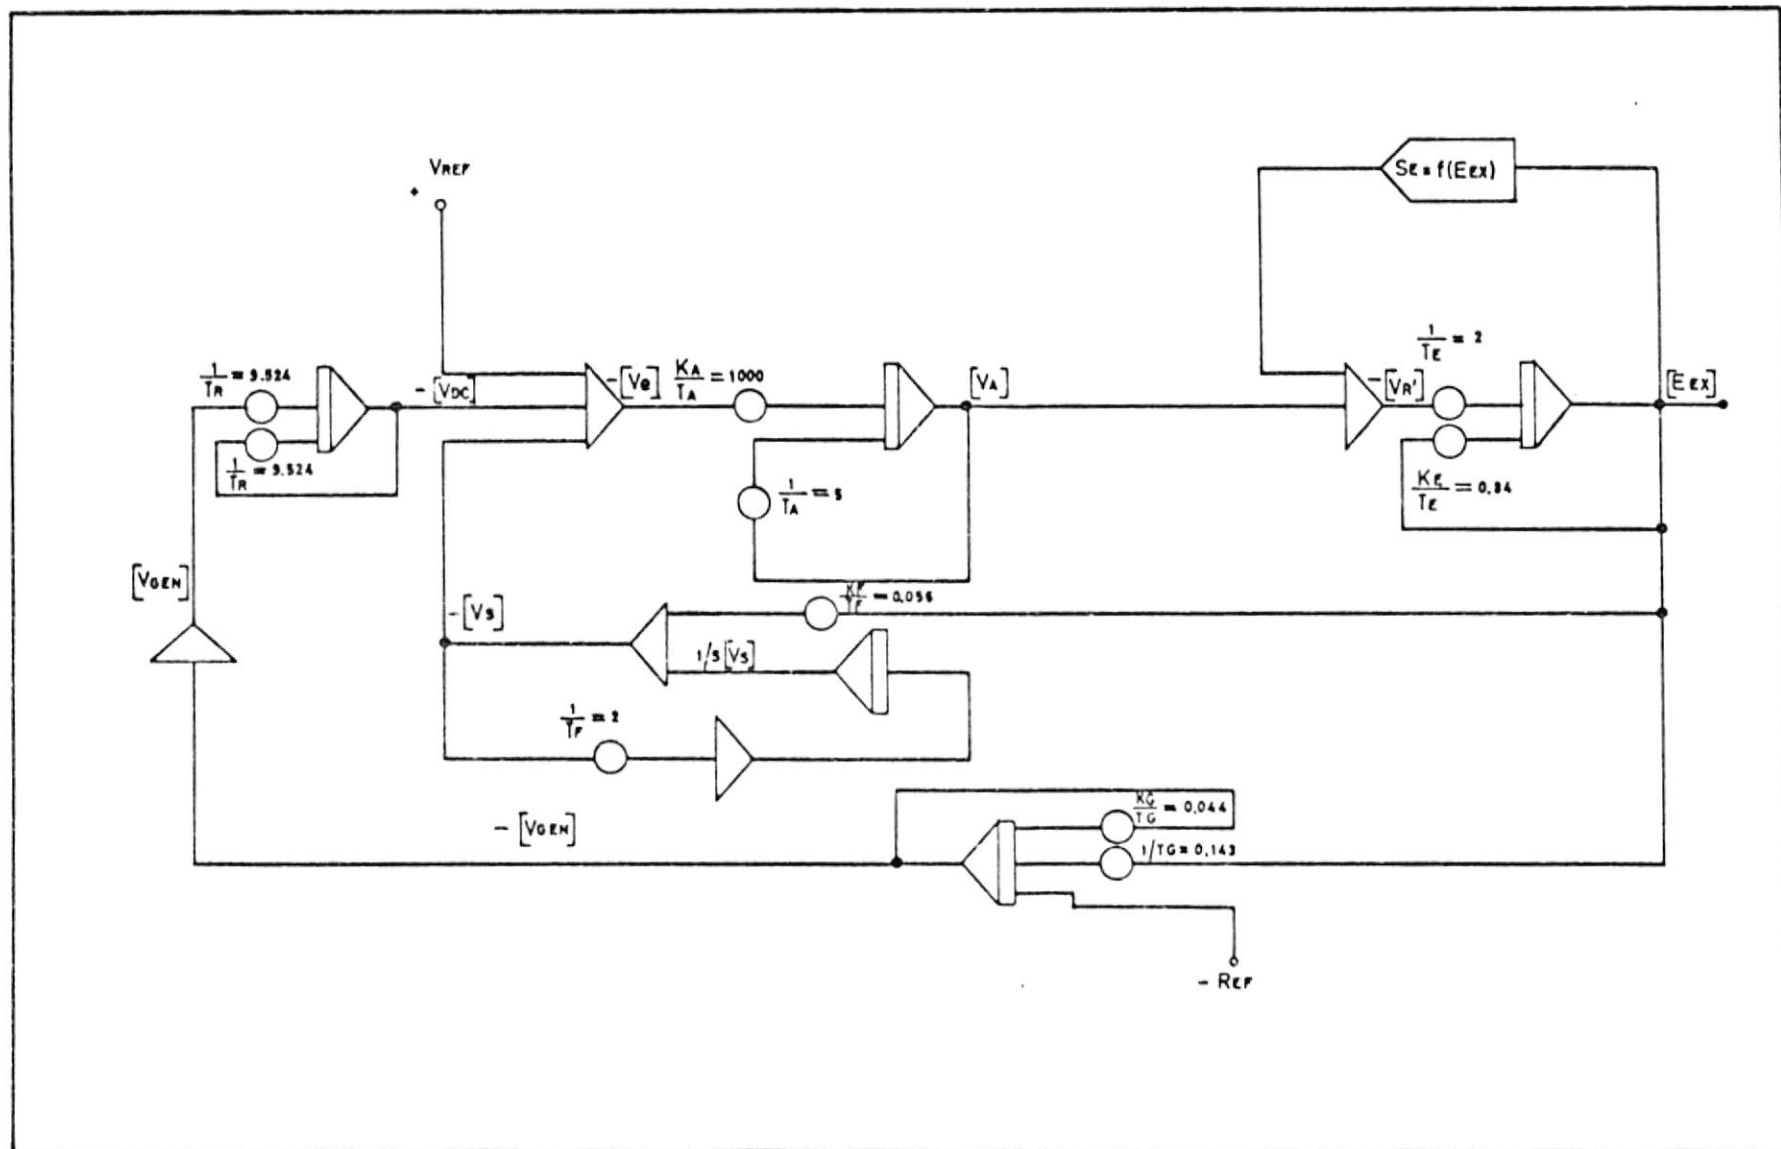 VREF
+
SE = f(EEX)
1/TR = 9.524
- [VDC]
- [Ve]
KA/TA = 1000
[VA]
- [VR']
1/TE = 2
[EEX]
1/TR = 9.524
1/TA = 5
KE/TE = 0,84
[VGEN]
- [VS]
KF/TF = 0,056
1/S [VS]
1/TF = 2
- [VGEN]
KG/TG = 0,044
1/TG = 0,143
- REF